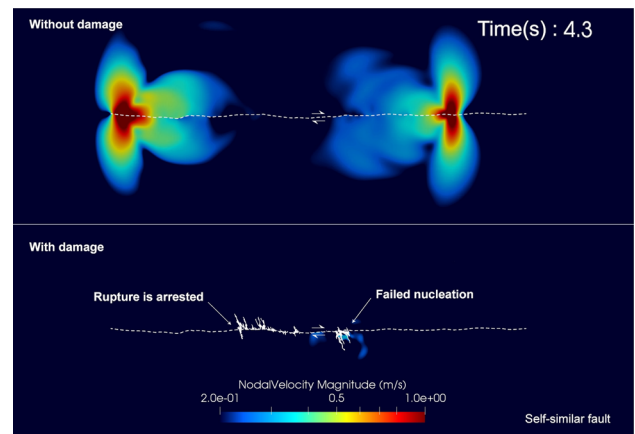 Without damage
Time(s) : 4.3
With damage
Rupture is arrested
Failed nucleation
NodalVelocity Magnitude (m/s)
2.0e-01 0.5 1.0e+00
Self-similar fault